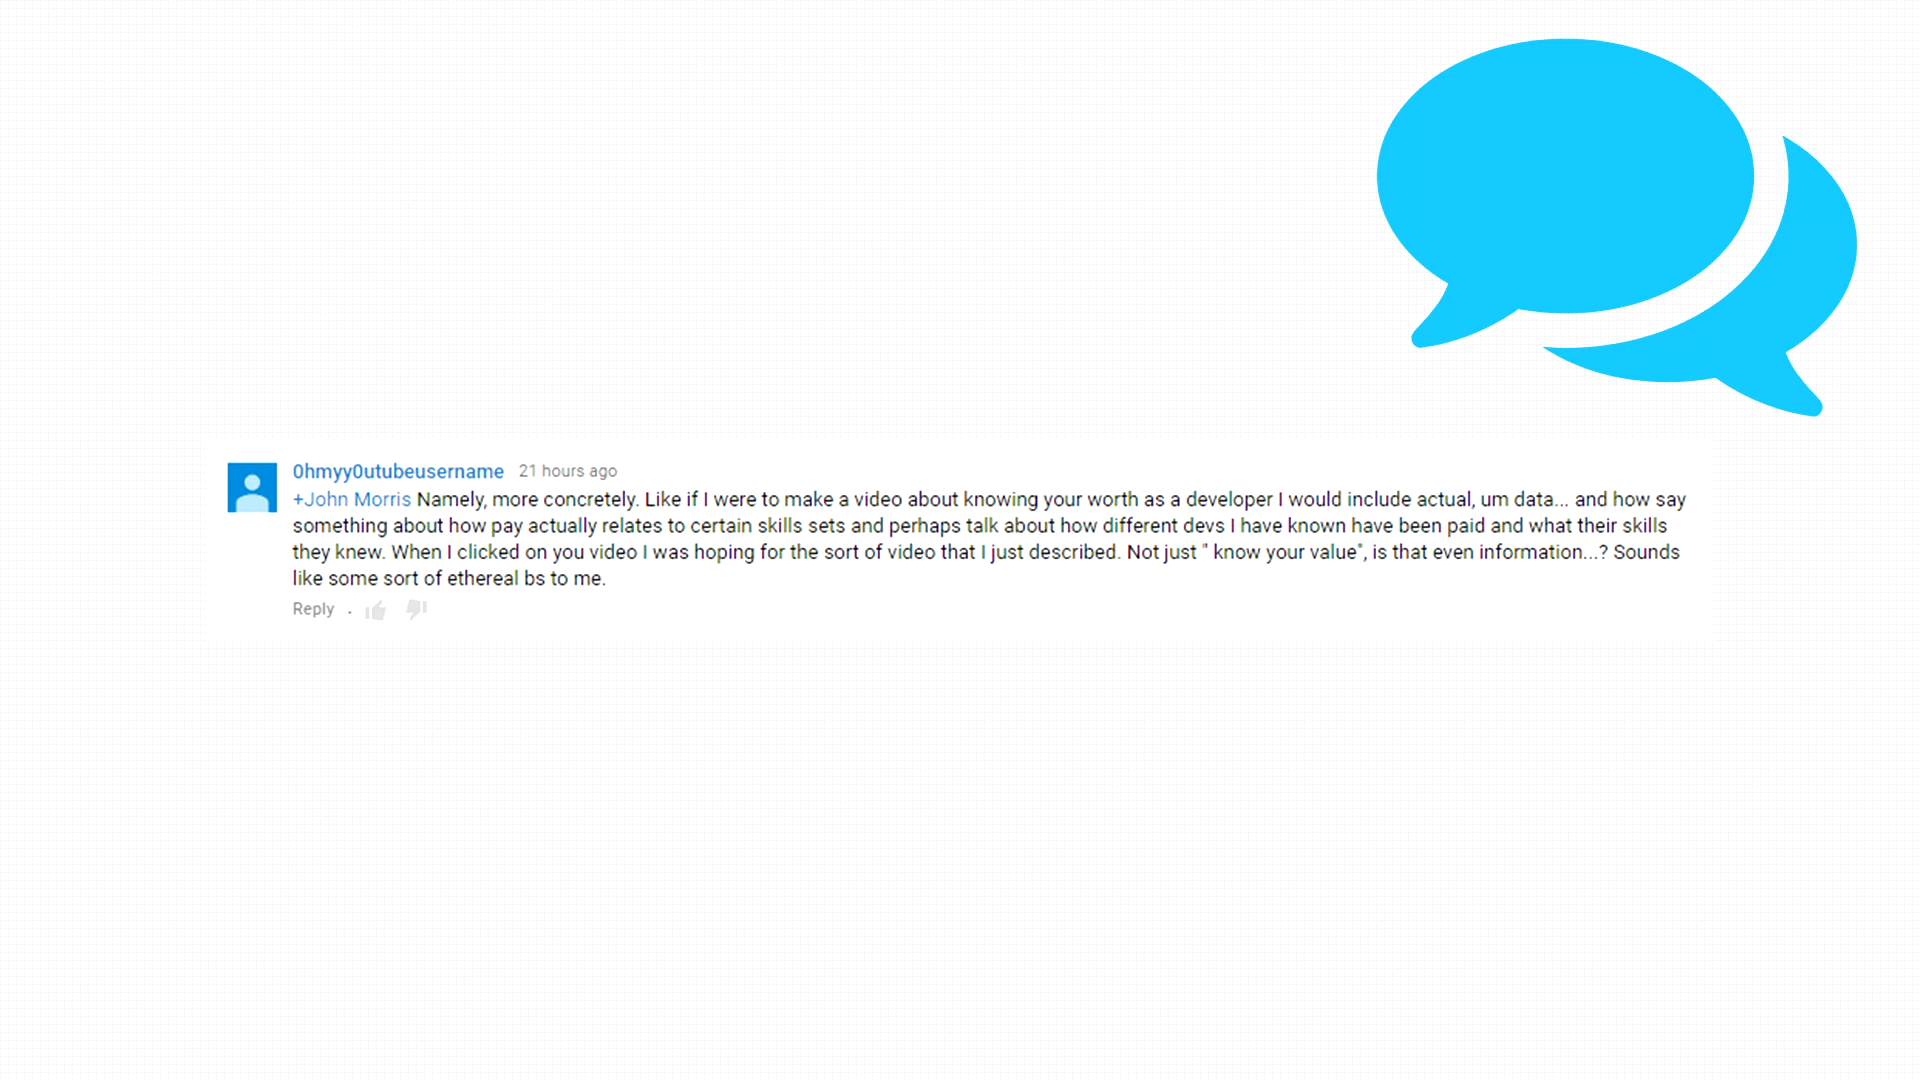 0hmyy0utubeusername 21 hours ago
+John Morris Namely, more concretely. Like if I were to make a video about knowing your worth as a developer I would include actual, um data... and how say
something about how pay actually relates to certain skills sets and perhaps talk about how different devs I have known have been paid and what their skills
they knew. When I clicked on you video I was hoping for the sort of video that I just described. Not just " know your value", is that even information...? Sounds
like some sort of ethereal bs to me.
Reply .